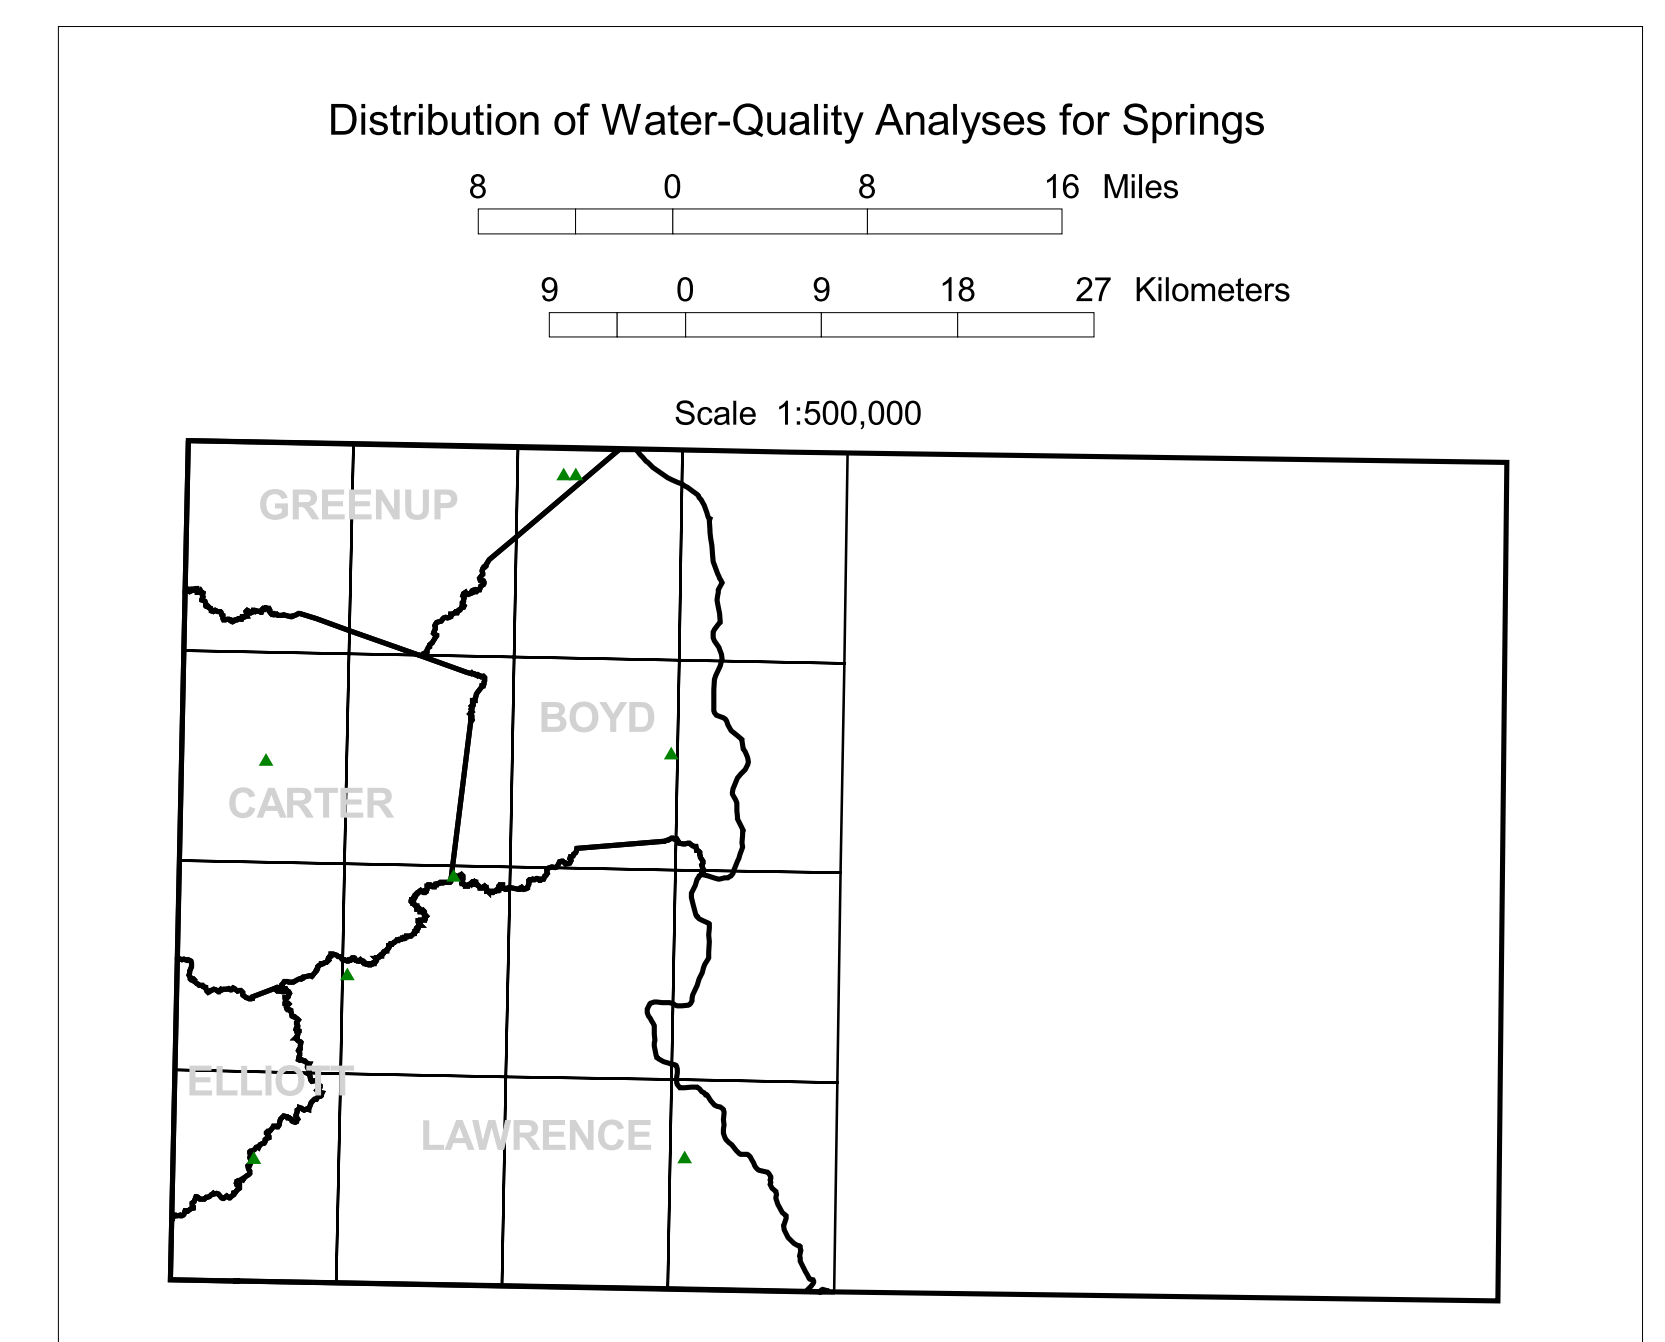 Distribution of Water-Quality Analyses for Springs
8 0 8 16 Miles
9 0 9 18 27 Kilometers
Scale 1:500,000
GREENUP
BOYD
CARTER
ELLIOTT
LAWRENCE